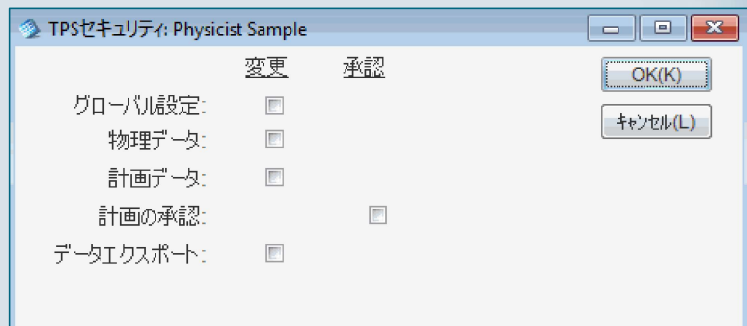 TPSセキュリティ: Physicist Sample
変更 承認
OK(K)
グローバル設定:
キャンセル(L)
物理データ:
計画データ:
計画の承認:
データエクスポート: